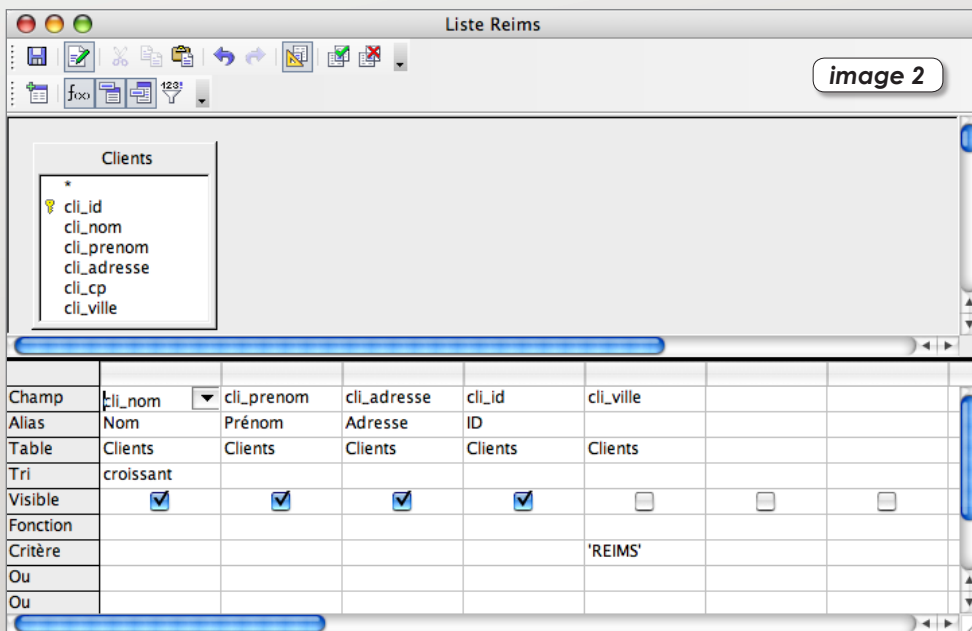 Liste Reims
image 2
f(x)
123!
Clients
*
cli_id
cli_nom
cli_prenom
cli_adresse
cli_cp
cli_ville
Champ cli_nom cli_prenom cli_adresse cli_id cli_ville
Alias Nom Prénom Adresse ID
Table Clients Clients Clients Clients Clients
Tri croissant
Visible
Fonction
Critère 'REIMS'
Ou
Ou